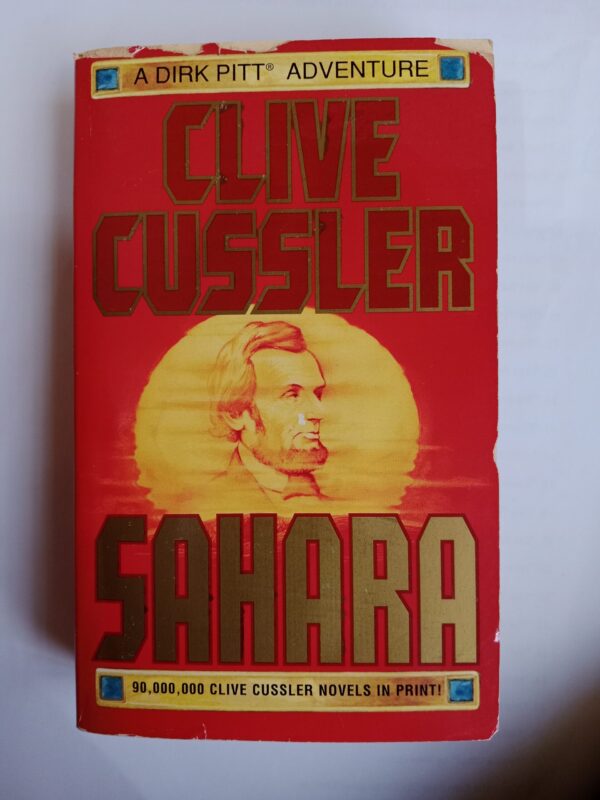 A DIRK PITT® ADVENTURE
CLIVE
CUSSLER
SAHARA
90,000,000 CLIVE CUSSLER NOVELS IN PRINT!